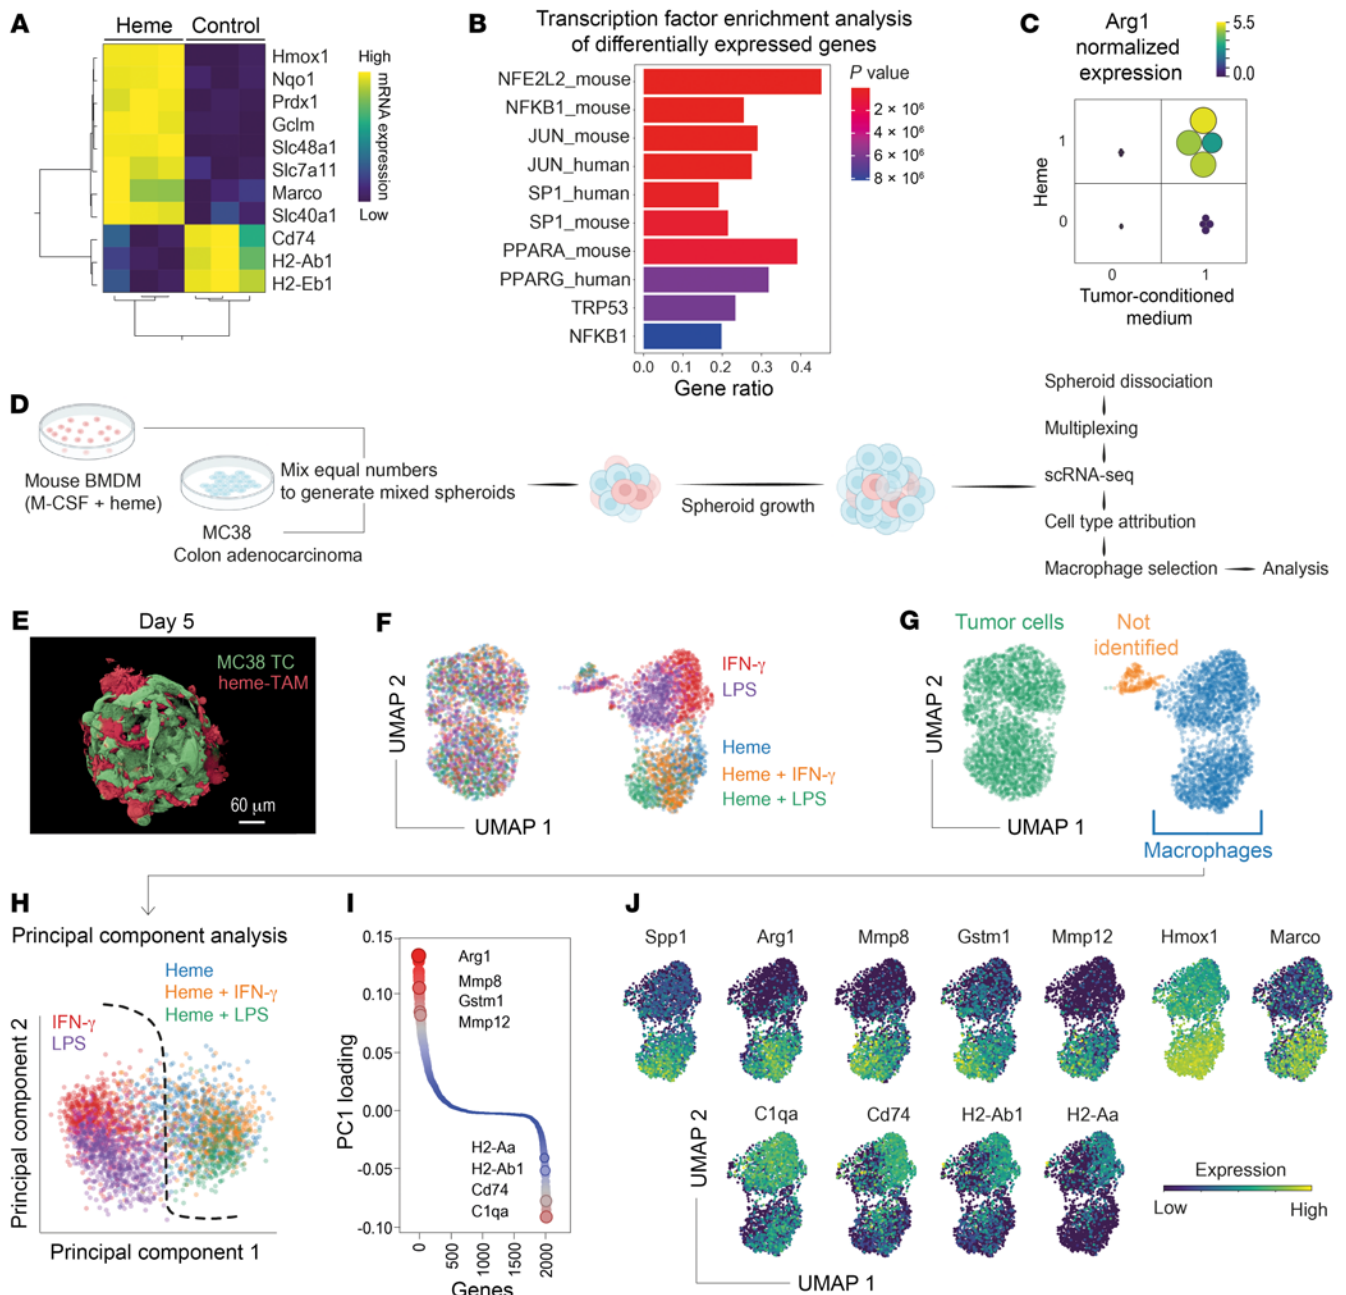 A
Heme
Control
Hmox1
Nqo1
Prdx1
Gclm
Slc48a1
Slc7a11
Marco
Slc40a1
Cd74
H2-Ab1
H2-Eb1
High
mRNA expression
Low
B
Transcription factor enrichment analysis
of differentially expressed genes
NFE2L2_mouse
NFKB1_mouse
JUN_mouse
JUN_human
SP1_human
SP1_mouse
PPARA_mouse
PPARG_human
TRP53
NFKB1
0.0 0.1 0.2 0.3 0.4
Gene ratio
P value
2 × 10⁶
4 × 10⁶
6 × 10⁶
8 × 10⁶
C
Arg1
normalized
expression
5.5
0.0
Heme
1
0
0 1
Tumor-conditioned
medium
D
Mouse BMDM
(M-CSF + heme)
MC38
Colon adenocarcinoma
Mix equal numbers
to generate mixed spheroids
Spheroid growth
Spheroid dissociation
Multiplexing
scRNA-seq
Cell type attribution
Macrophage selection
Analysis
E
Day 5
MC38 TC
heme-TAM
60 µm
F
UMAP 2
UMAP 1
IFN-γ
LPS
Heme
Heme + IFN-γ
Heme + LPS
G
Tumor cells
Not
identified
UMAP 2
UMAP 1
Macrophages
H
Principal component analysis
Heme
Heme + IFN-γ
Heme + LPS
IFN-γ
LPS
Principal component 2
Principal component 1
I
PC1 loading
0.15
0.10
0.05
0.00
-0.05
-0.10
Arg1
Mmp8
Gstm1
Mmp12
H2-Aa
H2-Ab1
Cd74
C1qa
0 500 1000 1500 2000
Genes
J
Spp1 Arg1 Mmp8 Gstm1 Mmp12 Hmox1 Marco
C1qa Cd74 H2-Ab1 H2-Aa
UMAP 2
UMAP 1
Expression
Low
High